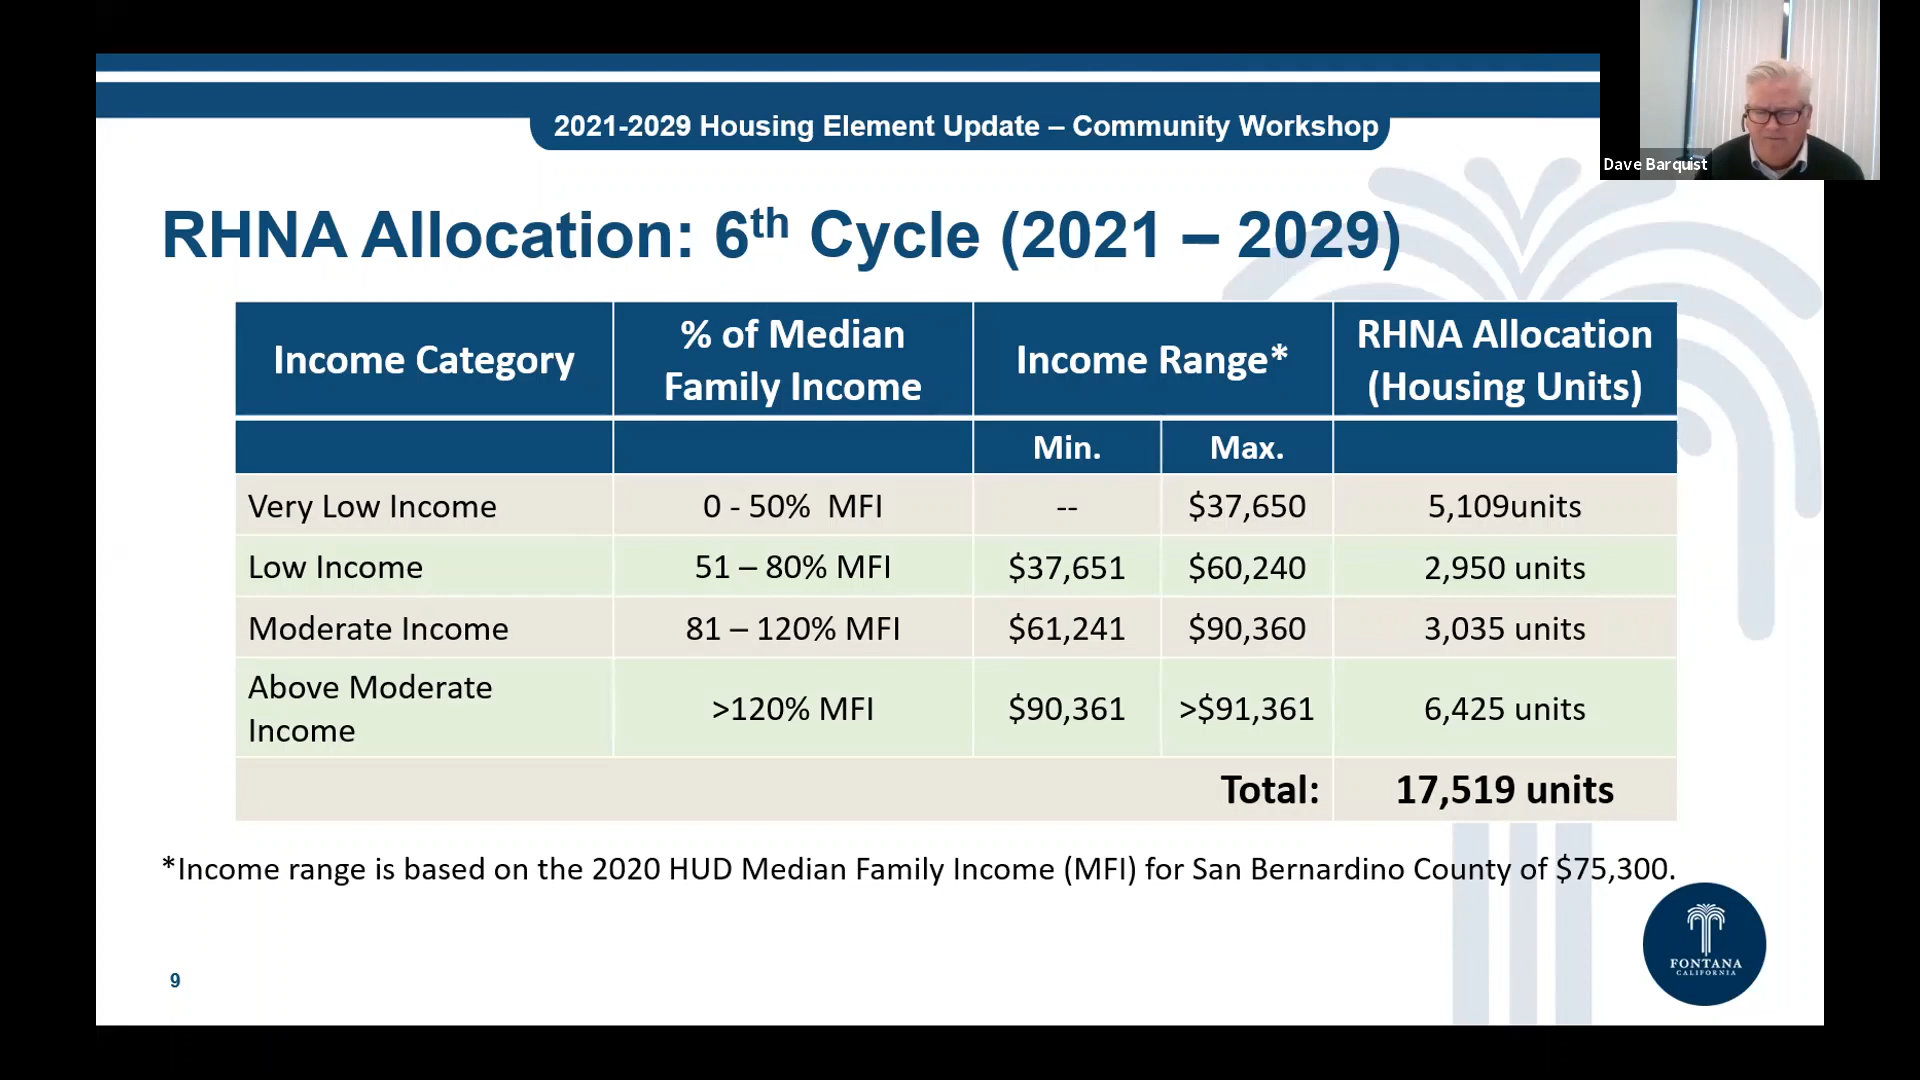 2021-2029 Housing Element Update – Community Workshop
Dave Barquist
RHNA Allocation: 6th Cycle (2021 – 2029)
Income Category
% of Median
Family Income
Income Range*
RHNA Allocation
(Housing Units)
Min.
Max.
Very Low Income
0 - 50% MFI
--
$37,650
5,109units
Low Income
51 – 80% MFI
$37,651
$60,240
2,950 units
Moderate Income
81 – 120% MFI
$61,241
$90,360
3,035 units
Above Moderate
Income
>120% MFI
$90,361
>$91,361
6,425 units
Total:
17,519 units
*Income range is based on the 2020 HUD Median Family Income (MFI) for San Bernardino County of $75,300.
FONTANA
CALIFORNIA
9